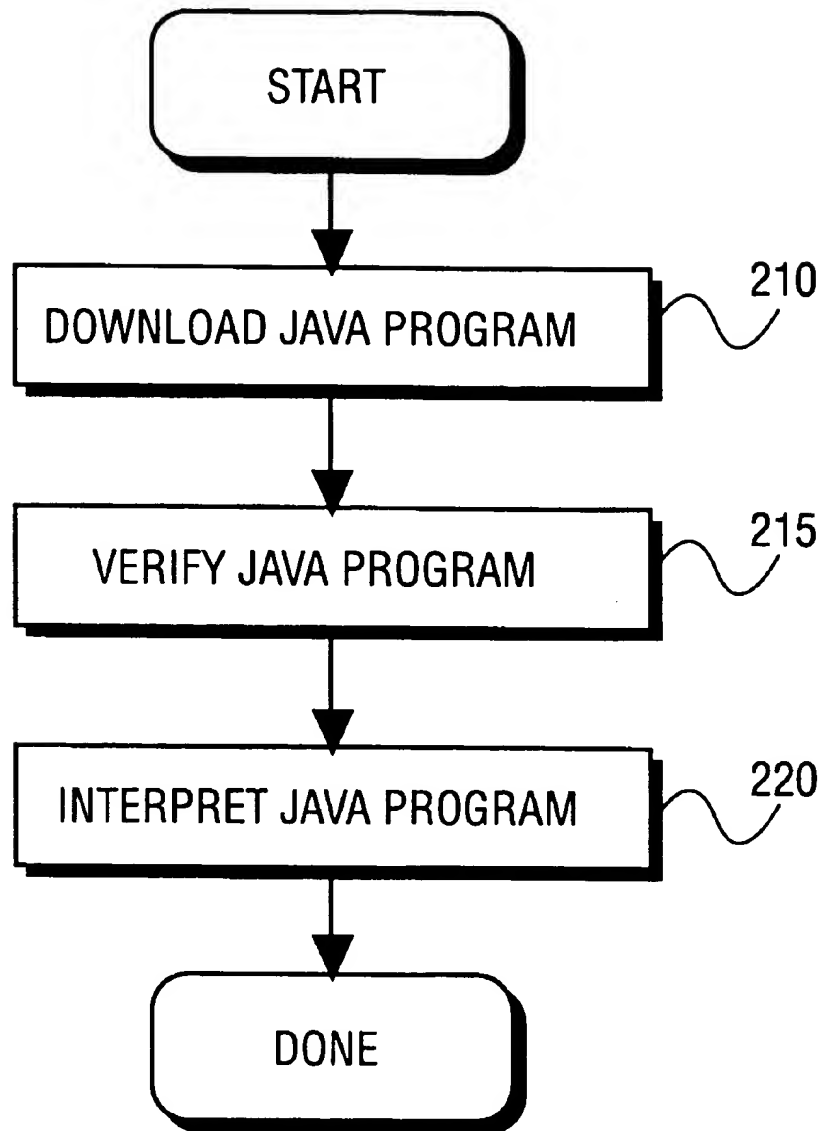 START
DOWNLOAD JAVA PROGRAM
210
VERIFY JAVA PROGRAM
215
INTERPRET JAVA PROGRAM
220
DONE